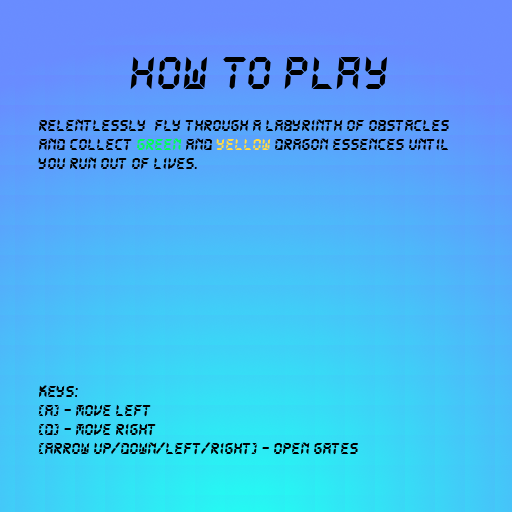 HOW TO PLAY
RELENTLESSLY FLY THROUGH A LABYRINTH OF OBSTACLES
AND COLLECT GREEN AND YELLOW DRAGON ESSENCES UNTIL
YOU RUN OUT OF LIVES.
KEYS:
(A) - MOVE LEFT
(D) - MOVE RIGHT
(ARROW UP/DOWN/LEFT/RIGHT) - OPEN GATES